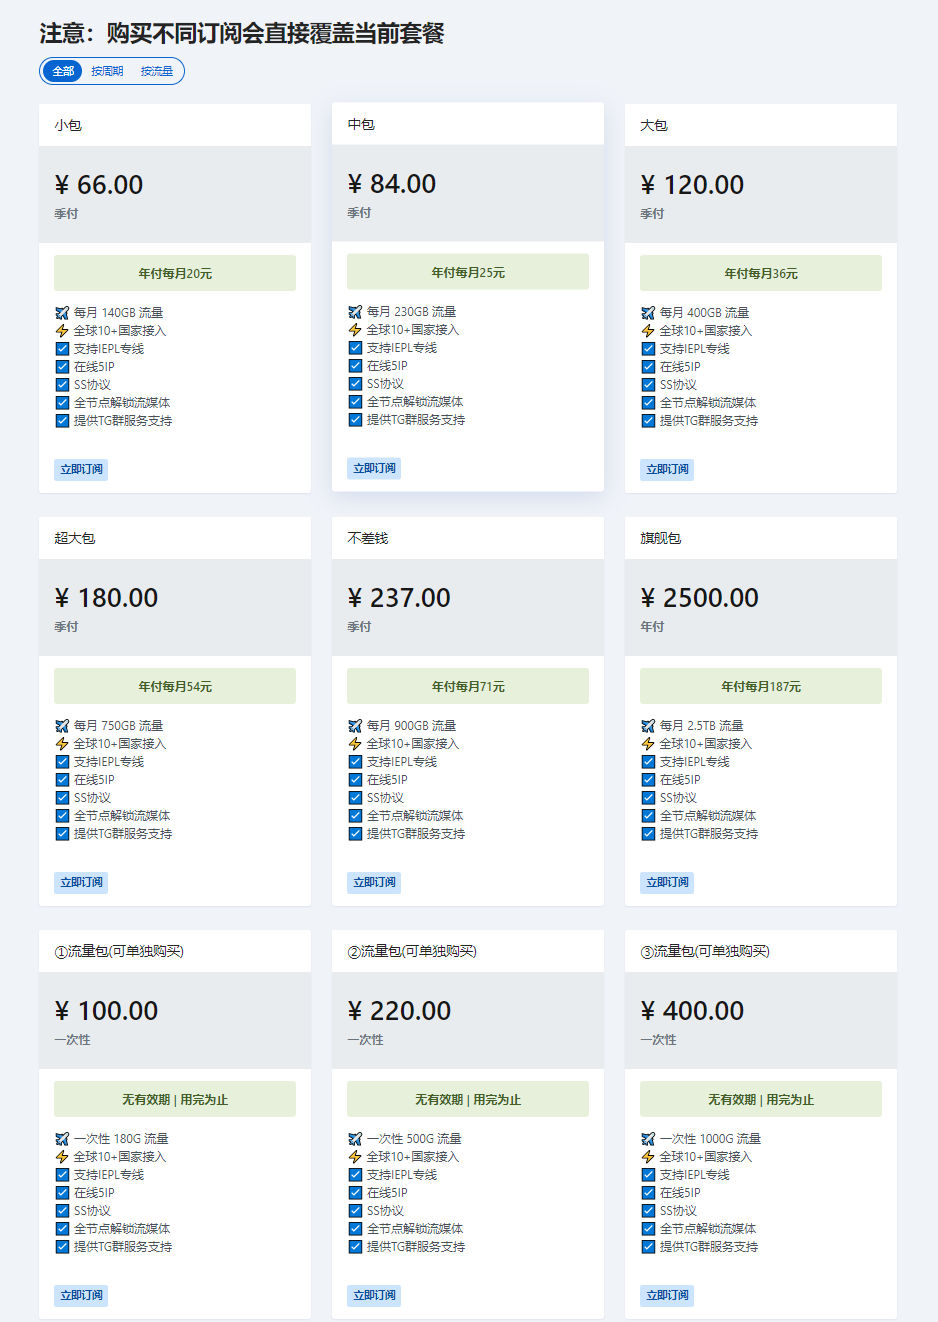 注意：购买不同订阅会直接覆盖当前套餐
全部 按周期 按流量
小包
¥ 66.00
季付
年付每月20元
每月 140GB 流量
全球10+国家接入
支持IEPL专线
在线5IP
SS协议
全节点解锁流媒体
提供TG群服务支持
立即订阅
中包
¥ 84.00
季付
年付每月25元
每月 230GB 流量
全球10+国家接入
支持IEPL专线
在线5IP
SS协议
全节点解锁流媒体
提供TG群服务支持
立即订阅
大包
¥ 120.00
季付
年付每月36元
每月 400GB 流量
全球10+国家接入
支持IEPL专线
在线5IP
SS协议
全节点解锁流媒体
提供TG群服务支持
立即订阅
超大包
¥ 180.00
季付
年付每月54元
每月 750GB 流量
全球10+国家接入
支持IEPL专线
在线5IP
SS协议
全节点解锁流媒体
提供TG群服务支持
立即订阅
不差钱
¥ 237.00
季付
年付每月71元
每月 900GB 流量
全球10+国家接入
支持IEPL专线
在线5IP
SS协议
全节点解锁流媒体
提供TG群服务支持
立即订阅
旗舰包
¥ 2500.00
年付
年付每月187元
每月 2.5TB 流量
全球10+国家接入
支持IEPL专线
在线5IP
SS协议
全节点解锁流媒体
提供TG群服务支持
立即订阅
①流量包(可单独购买)
¥ 100.00
一次性
无有效期 | 用完为止
一次性 180G 流量
全球10+国家接入
支持IEPL专线
在线5IP
SS协议
全节点解锁流媒体
提供TG群服务支持
立即订阅
②流量包(可单独购买)
¥ 220.00
一次性
无有效期 | 用完为止
一次性 500G 流量
全球10+国家接入
支持IEPL专线
在线5IP
SS协议
全节点解锁流媒体
提供TG群服务支持
立即订阅
③流量包(可单独购买)
¥ 400.00
一次性
无有效期 | 用完为止
一次性 1000G 流量
全球10+国家接入
支持IEPL专线
在线5IP
SS协议
全节点解锁流媒体
提供TG群服务支持
立即订阅